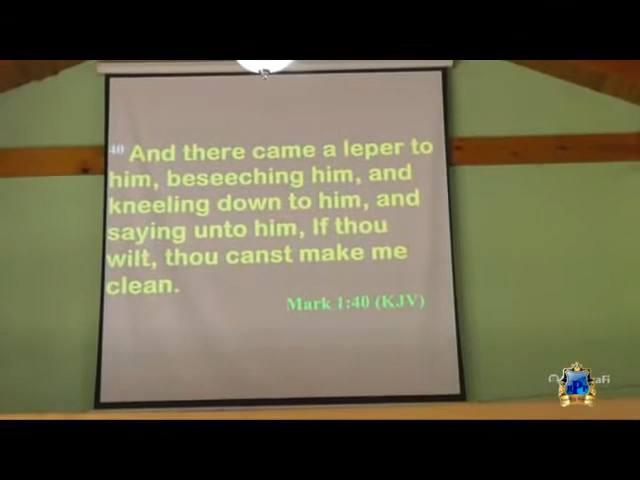 40 And there came a leper to
him, beseeching him, and
kneeling down to him, and
saying unto him, If thou
wilt, thou canst make me
clean.
Mark 1:40 (KJV)